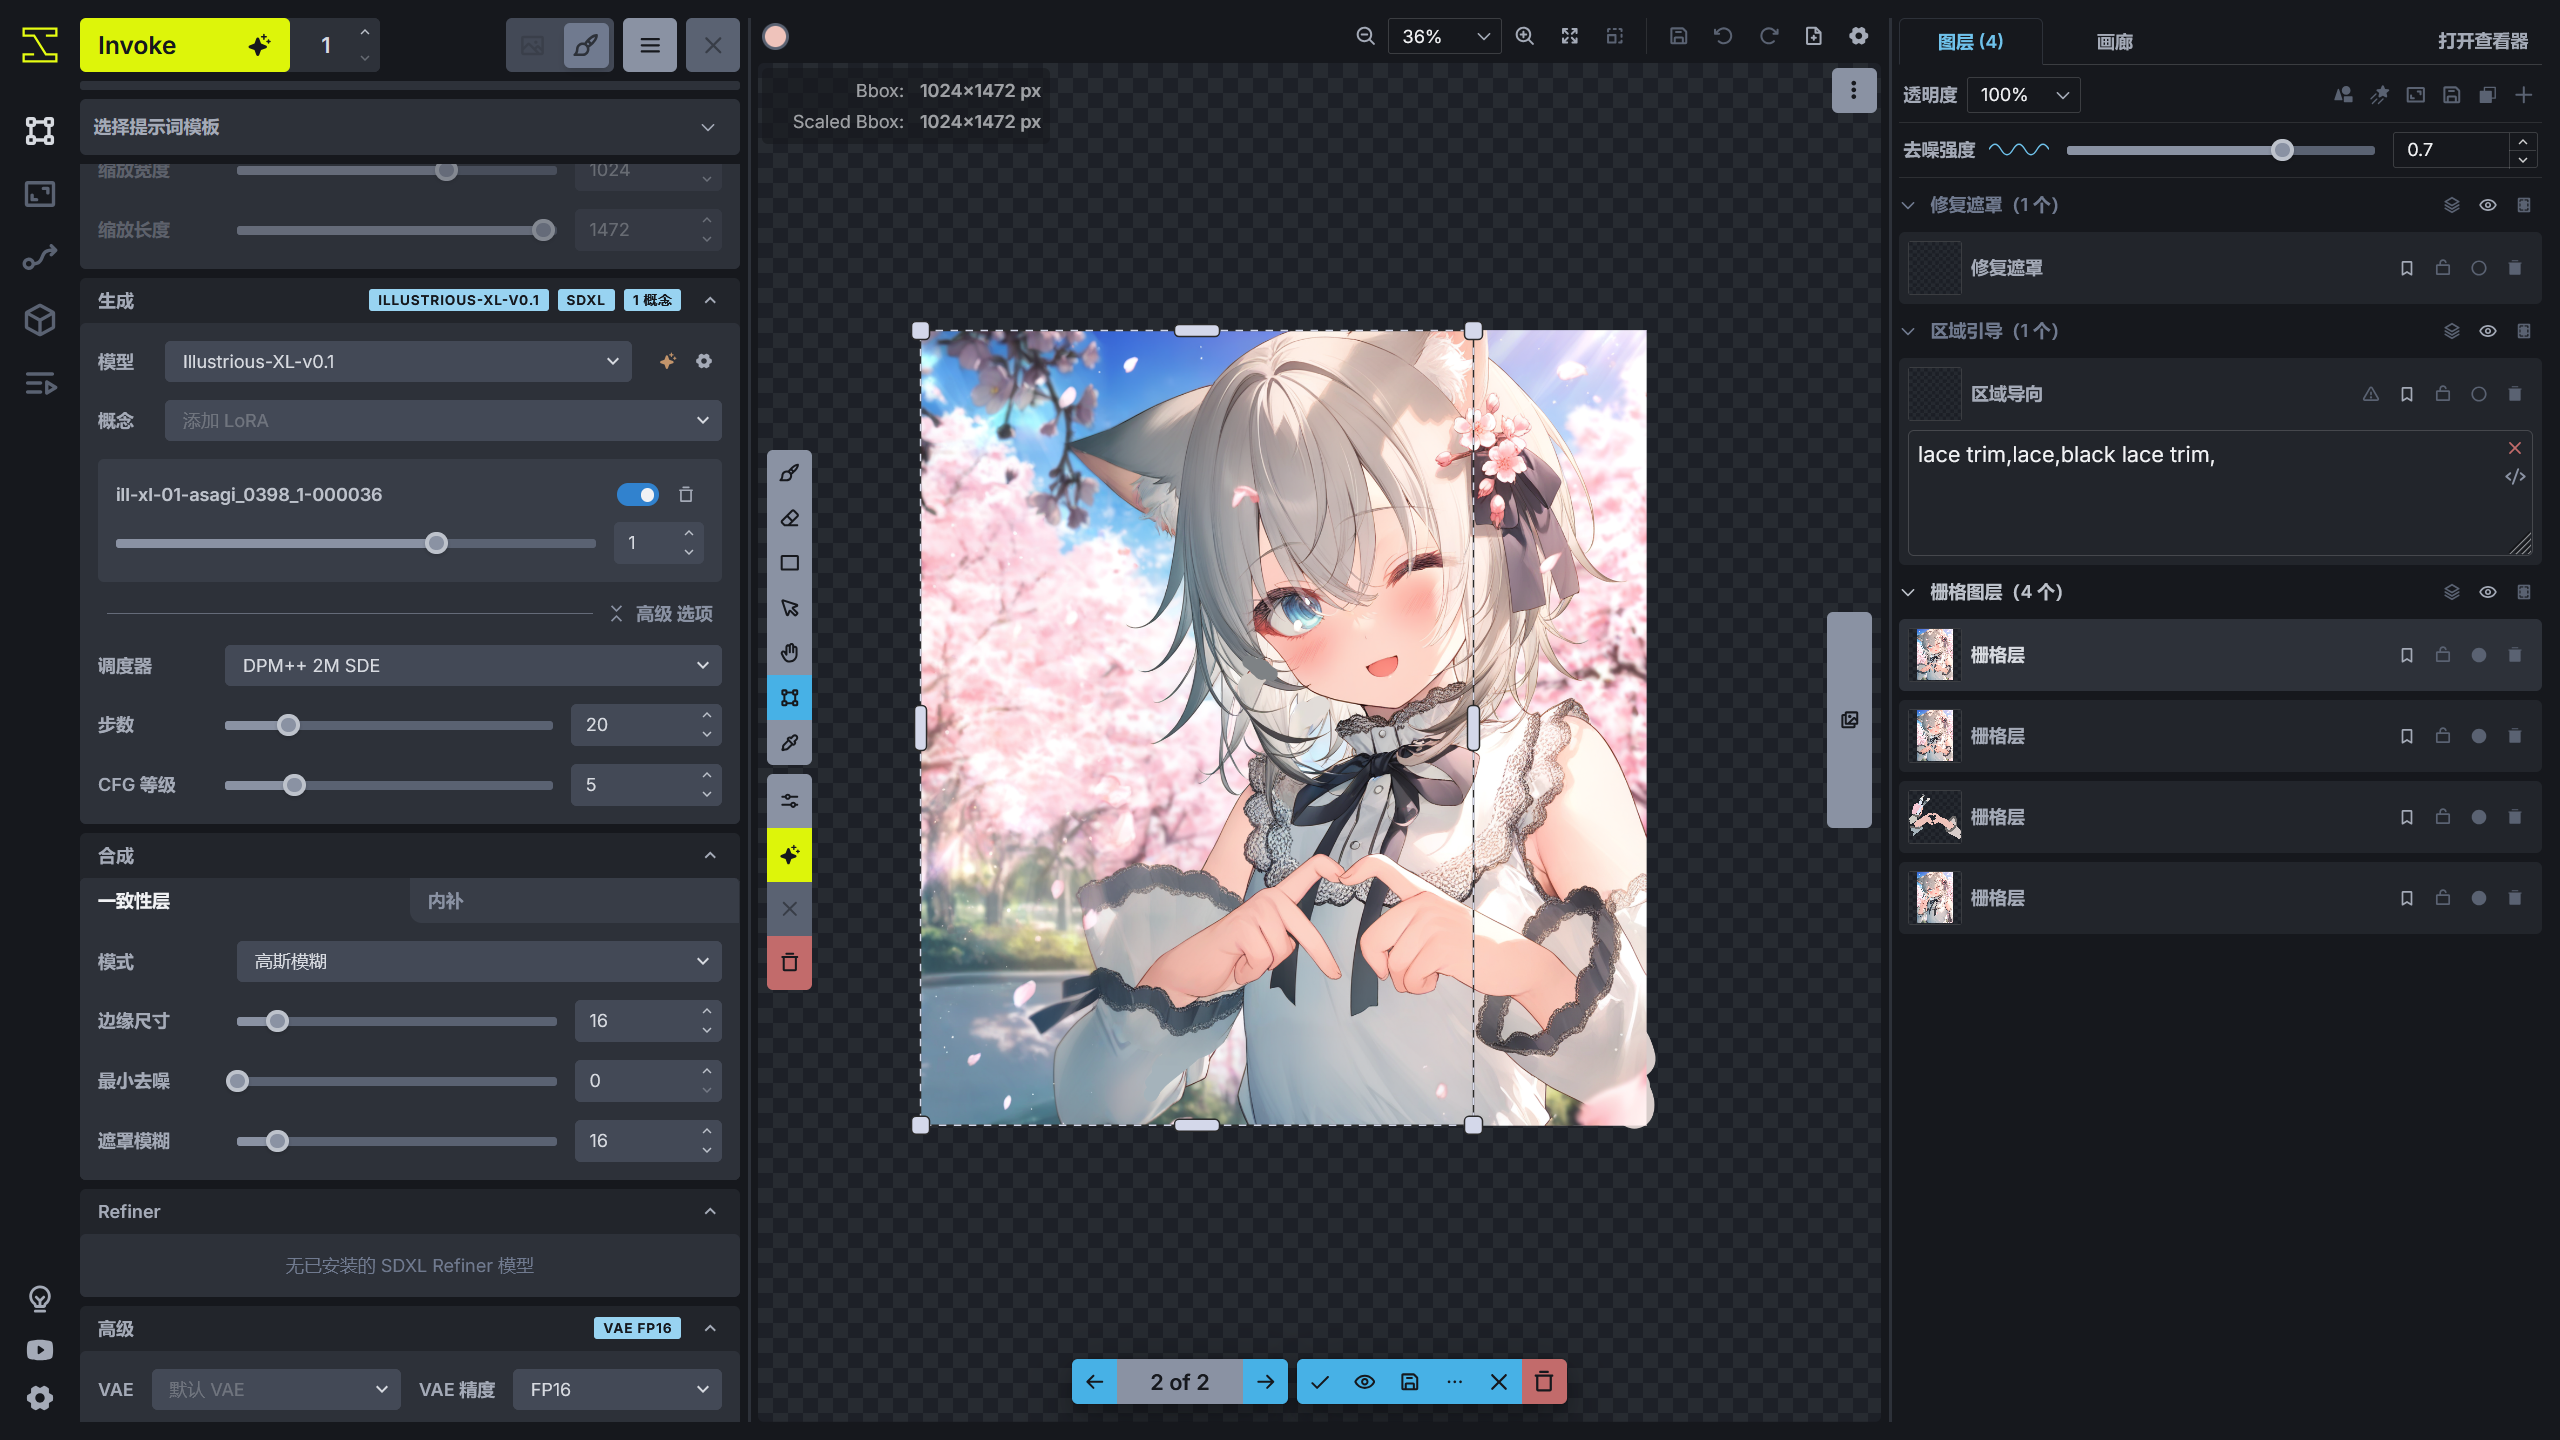 Invoke
1
选择提示词模板
缩放宽度
1024
缩放长度
1472
生成
ILLUSTRIOUS-XL-V0.1
SDXL
1 概念
模型
Illustrious-XL-v0.1
概念
添加 LoRA
ill-xl-01-asagi_0398_1-000036
1
高级 选项
调度器
DPM++ 2M SDE
步数
20
CFG 等级
5
合成
一致性层
内补
模式
高斯模糊
边缘尺寸
16
最小去噪
0
遮罩模糊
16
Refiner
无已安装的 SDXL Refiner 模型
高级
VAE FP16
VAE
默认 VAE
VAE 精度
FP16
36%
Bbox: 1024×1472 px
Scaled Bbox: 1024×1472 px
2 of 2
图层 (4)
画廊
打开查看器
透明度
100%
去噪强度
0.7
修复遮罩 (1 个)
修复遮罩
区域引导 (1 个)
区域导向
lace trim,lace,black lace trim,
栅格图层 (4 个)
栅格层
栅格层
栅格层
栅格层